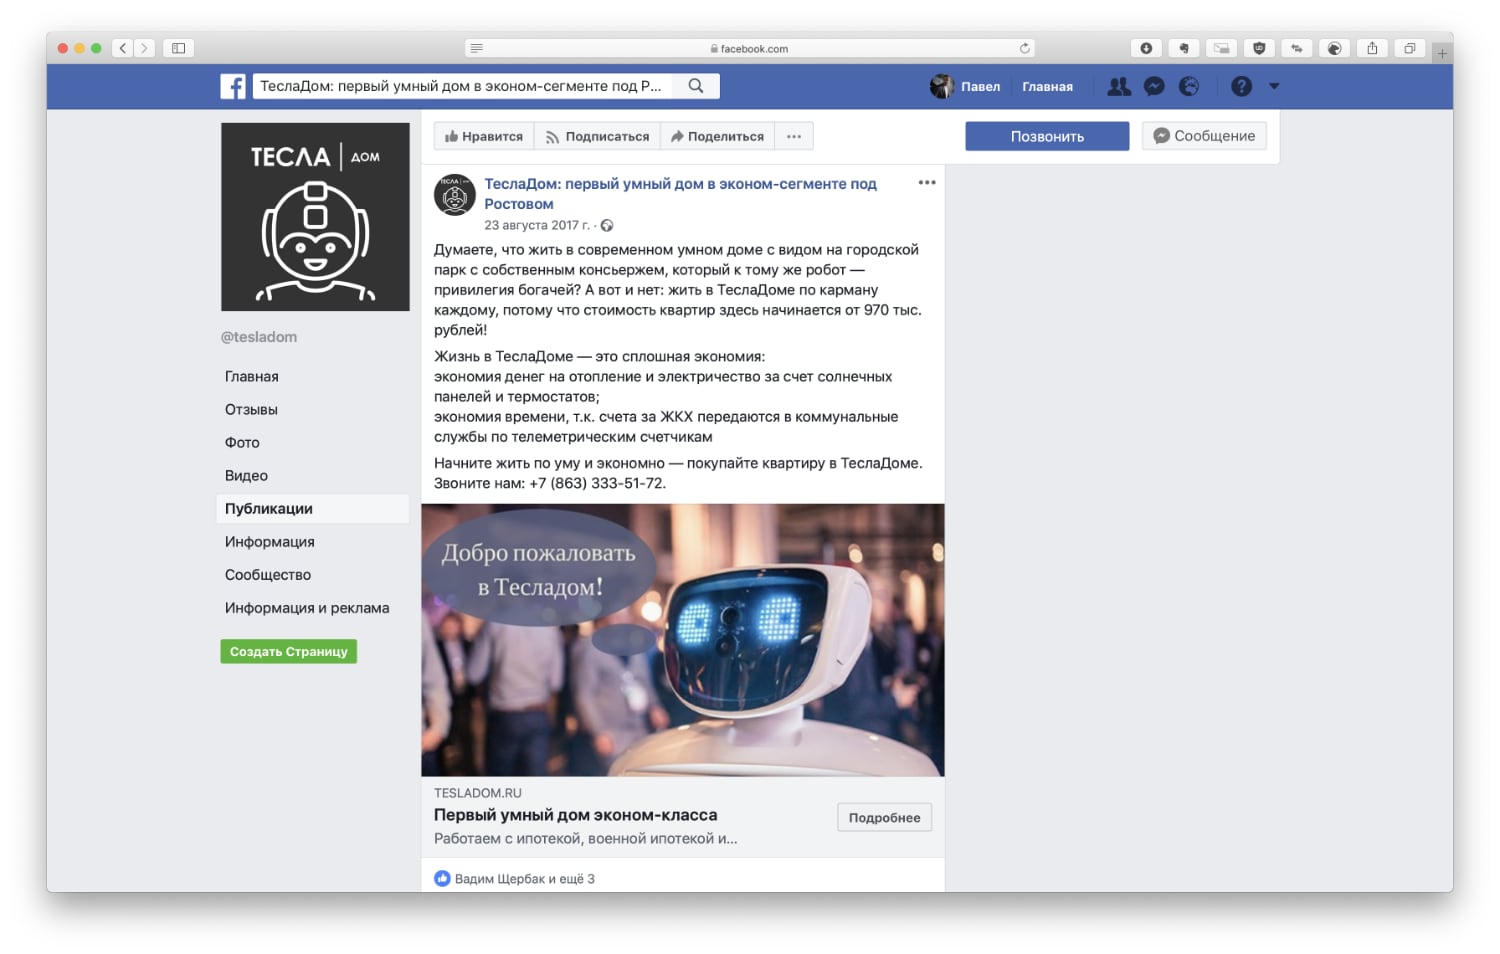 facebook.com
ТеслаДом: первый умный дом в эконом-сегменте под Р...
Павел
Главная
ТЕСЛА | ДОМ
@tesladom
Главная
Отзывы
Фото
Видео
Публикации
Информация
Сообщество
Информация и реклама
Создать Страницу
Нравится
Подписаться
Поделиться
Позвонить
Сообщение
ТеслаДом: первый умный дом в эконом-сегменте под
Ростовом
23 августа 2017 г. ·
Думаете, что жить в современном умном доме с видом на городской
парк с собственным консьержем, который к тому же робот —
привилегия богачей? А вот и нет: жить в ТеслаДоме по карману
каждому, потому что стоимость квартир здесь начинается от 970 тыс.
рублей!
Жизнь в ТеслаДоме — это сплошная экономия:
экономия денег на отопление и электричество за счет солнечных
панелей и термостатов;
экономия времени, т.к. счета за ЖКХ передаются в коммунальные
службы по телеметрическим счетчикам
Начните жить по уму и экономно — покупайте квартиру в ТеслаДоме.
Звоните нам: +7 (863) 333-51-72.
Добро пожаловать
в Тесладом!
TESLADOM.RU
Первый умный дом эконом-класса
Работаем с ипотекой, военной ипотекой и...
Подробнее
Вадим Щербак и ещё 3